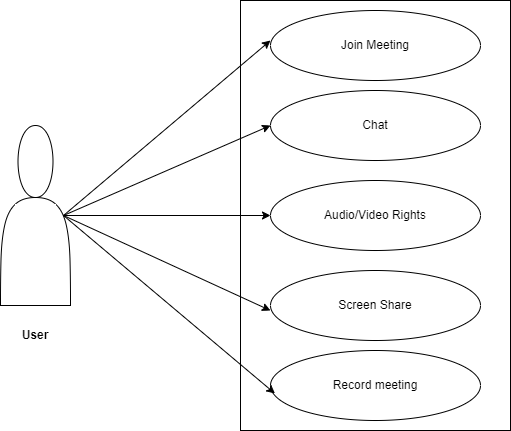 Join Meeting
Chat
Audio/Video Rights
Screen Share
User
Record meeting